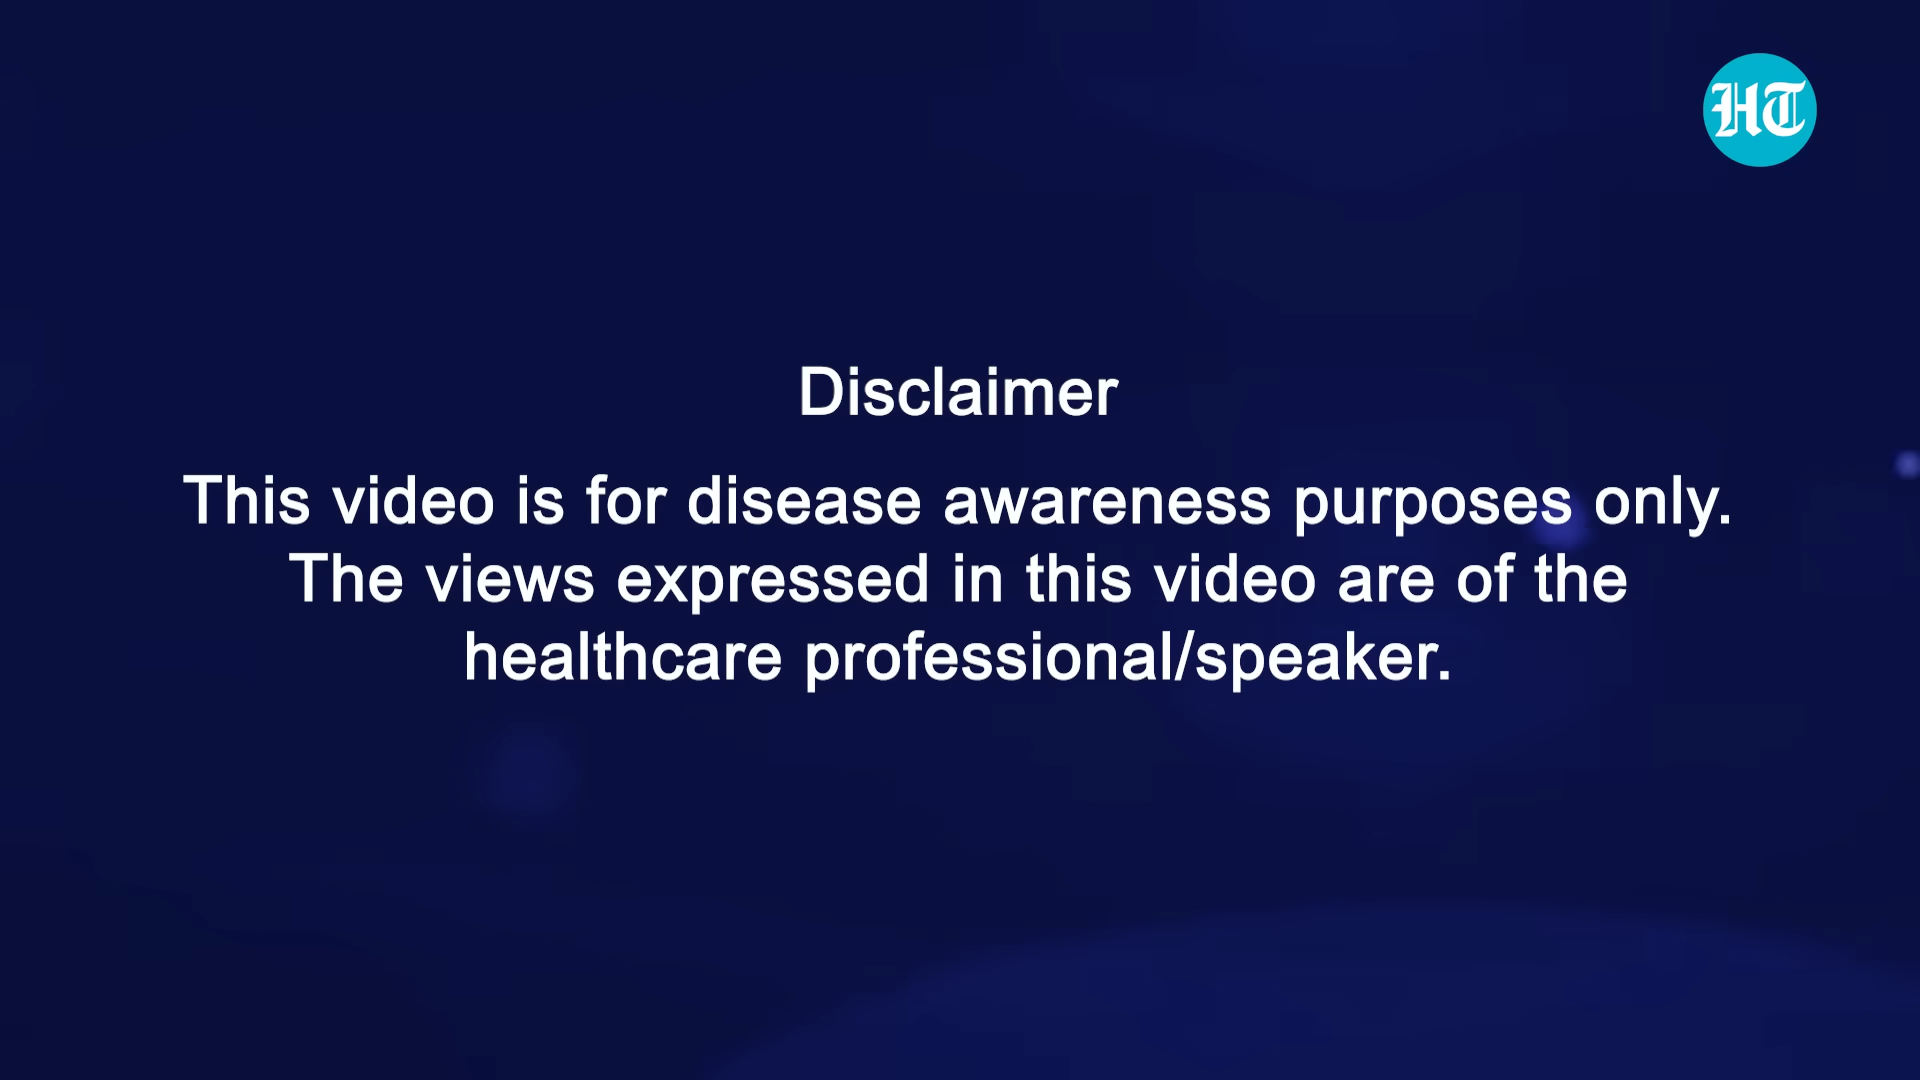 HT
Disclaimer
This video is for disease awareness purposes only.
The views expressed in this video are of the
healthcare professional/speaker.